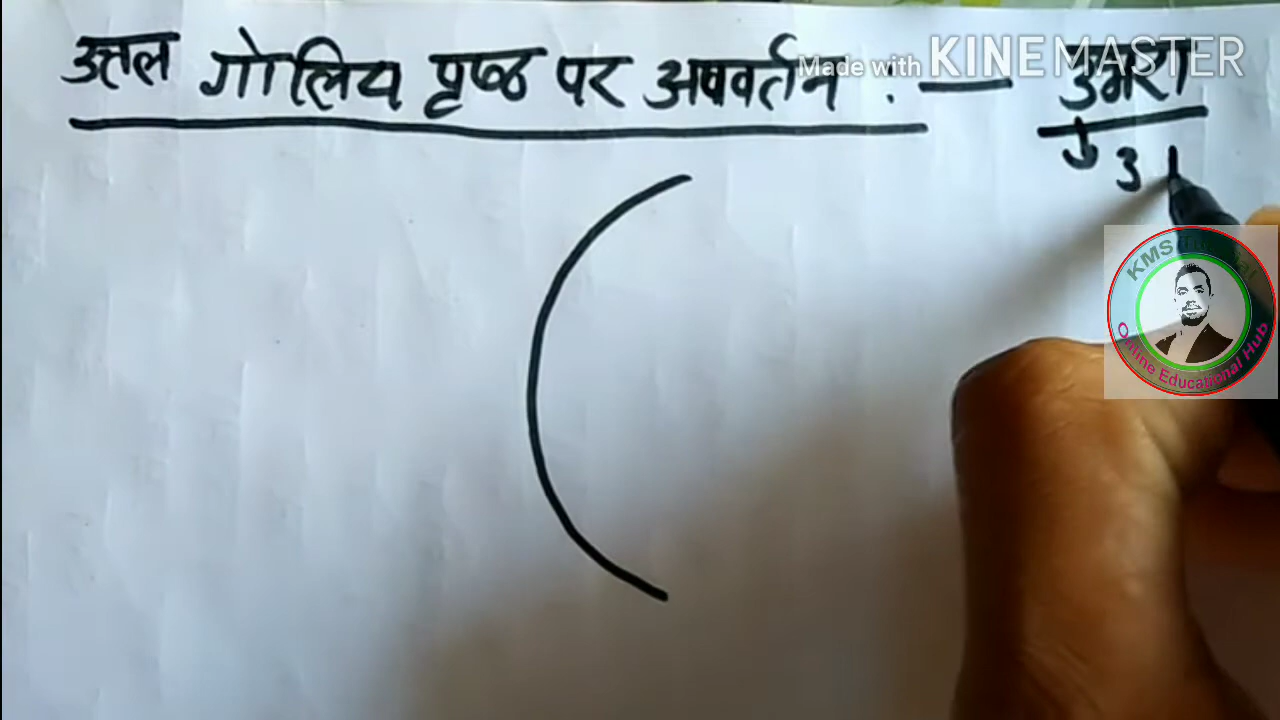 उत्तल गोलिय पृष्ठ पर अपवर्तन :— उभरा
Made with KINEMASTER
KMS
Online Educational Hub